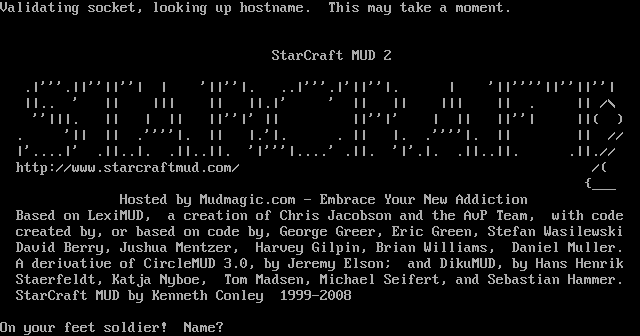 Validating socket, looking up hostname.  This may take a moment.
StarCraft MUD 2
STARCRAFT 2
http://www.starcraftmud.com/
Hosted by Mudmagic.com - Embrace Your New Addiction
Based on LexiMUD,  a creation of Chris Jacobson and the AvP Team,  with code
created by, or based on code by, George Greer, Eric Green, Stefan Wasilewski
David Berry, Jushua Mentzer,  Harvey Gilpin, Brian Williams,  Daniel Muller.
A derivative of CircleMUD 3.0, by Jeremy Elson;  and DikuMUD, by Hans Henrik
Staerfeldt, Katja Nyboe,  Tom Madsen, Michael Seifert, and Sebastian Hammer.
StarCraft MUD by Kenneth Conley  1999-2008
On your feet soldier!  Name?